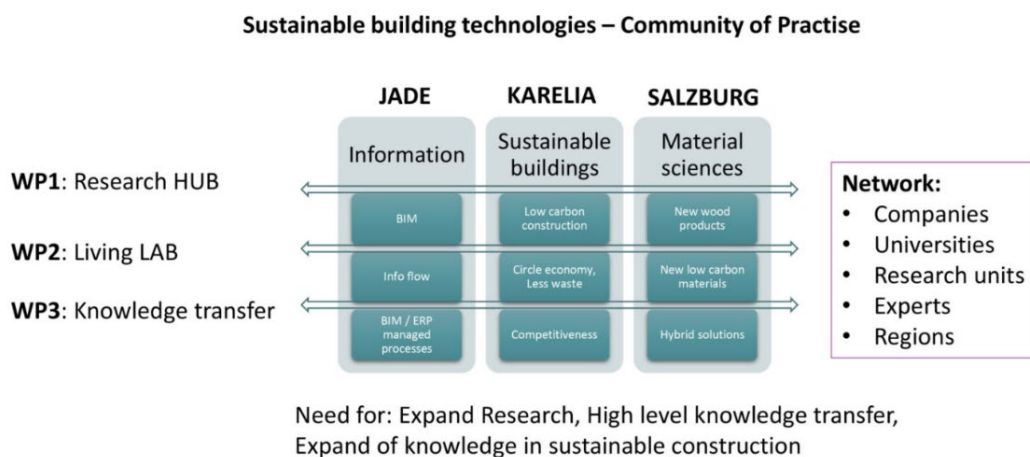 Sustainable building technologies – Community of Practise
JADE
KARELIA
SALZBURG
Information
Sustainable
buildings
Material
sciences
WP1: Research HUB
BIM
Low carbon
construction
New wood
products
WP2: Living LAB
Info flow
Circle economy,
Less waste
New low carbon
materials
WP3: Knowledge transfer
BIM / ERP
managed
processes
Competitiveness
Hybrid solutions
Network:
• Companies
• Universities
• Research units
• Experts
• Regions
Need for: Expand Research, High level knowledge transfer,
Expand of knowledge in sustainable construction